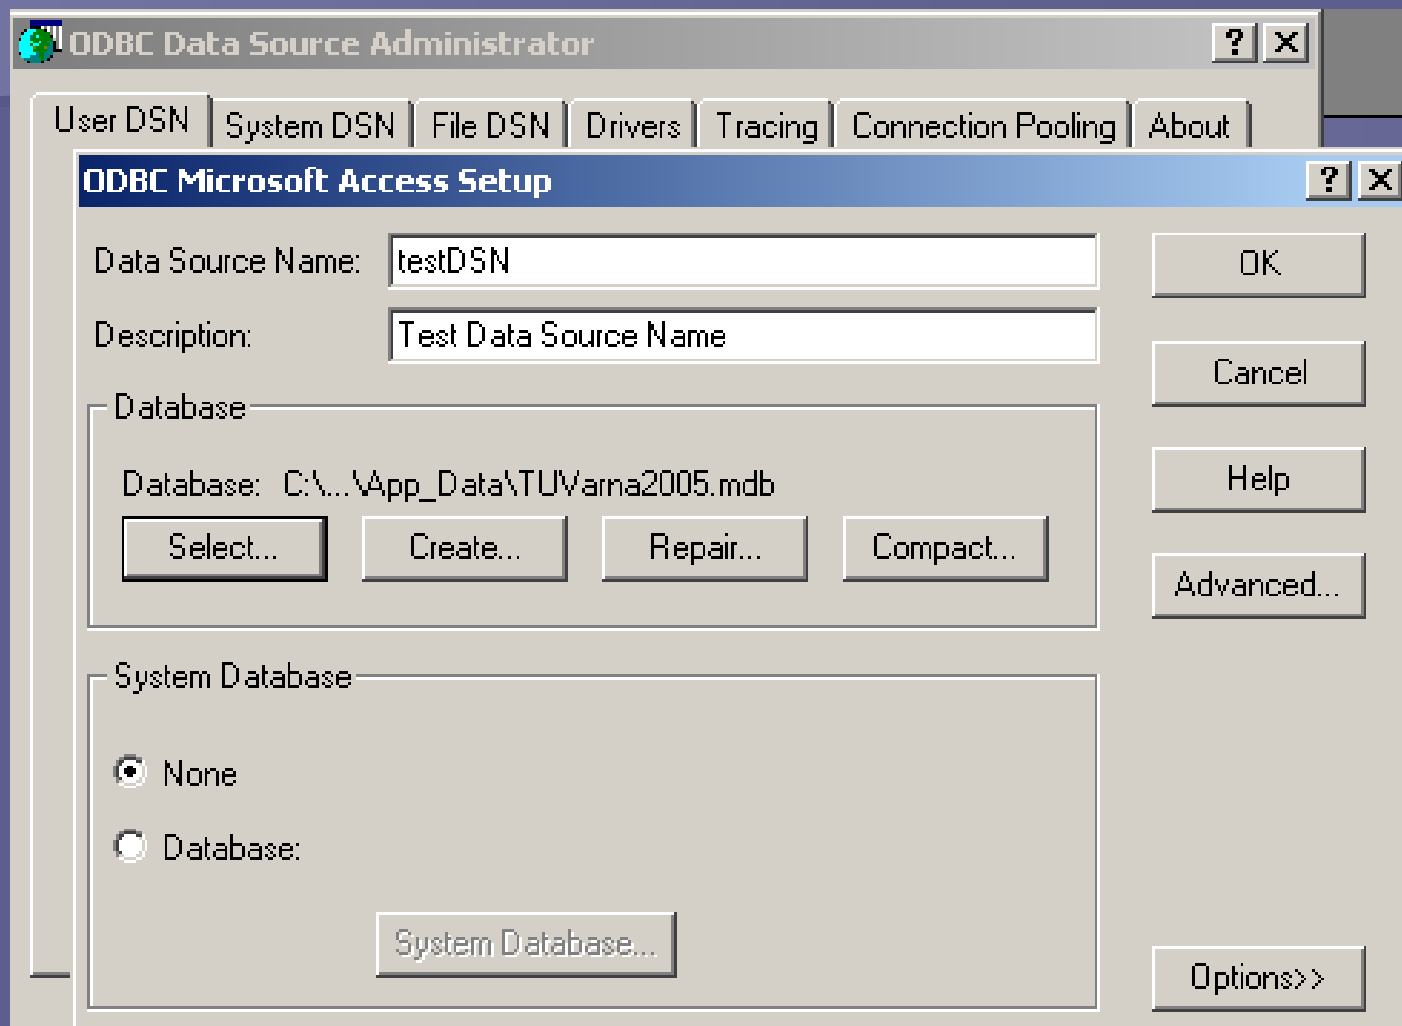 ODBC Data Source Administrator ? X
User DSN System DSN File DSN Drivers Tracing Connection Pooling About
ODBC Microsoft Access Setup ? X
Data Source Name: testDSN
OK
Description: Test Data Source Name
Cancel
Database
Database: C:\...\App_Data\TUVarna2005.mdb
Help
Select... Create... Repair... Compact...
Advanced...
System Database
None
Database:
System Database...
Options>>